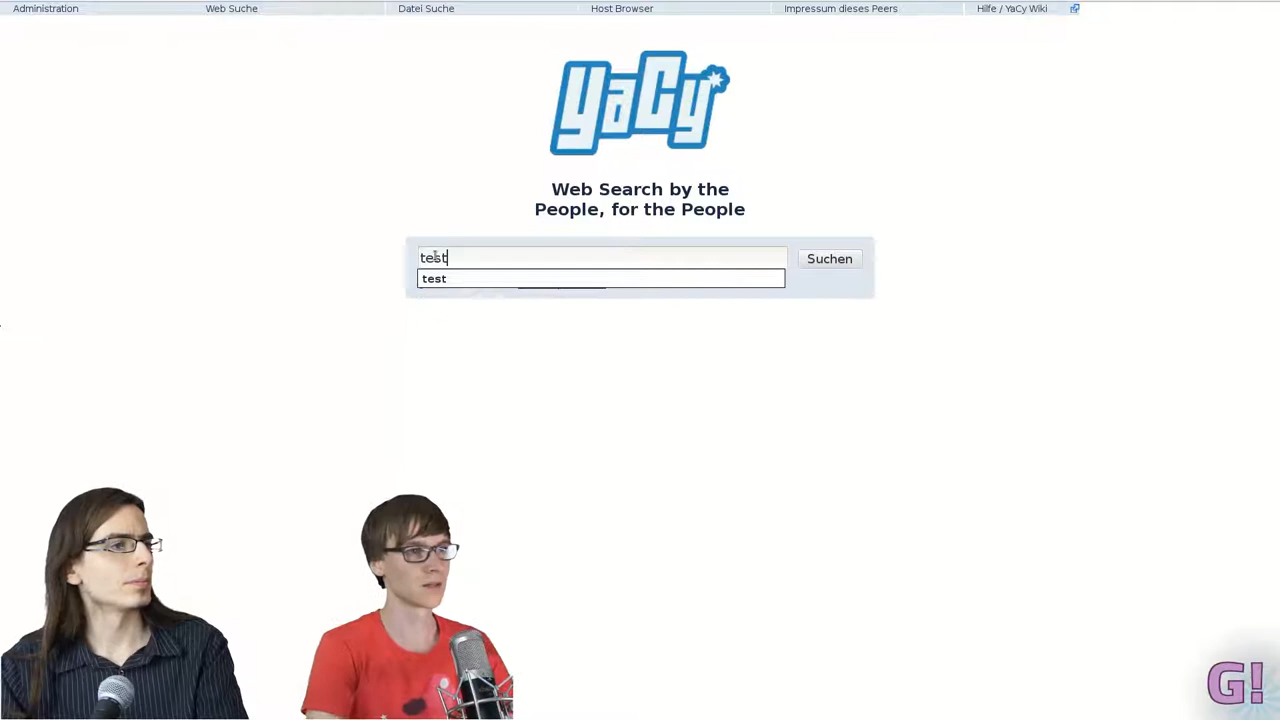 Administration
Web Suche
Datei Suche
Host Browser
Impressum dieses Peers
Hilfe / YaCy Wiki
YaCy
Web Search by the
People, for the People
test
Suchen
test
G!